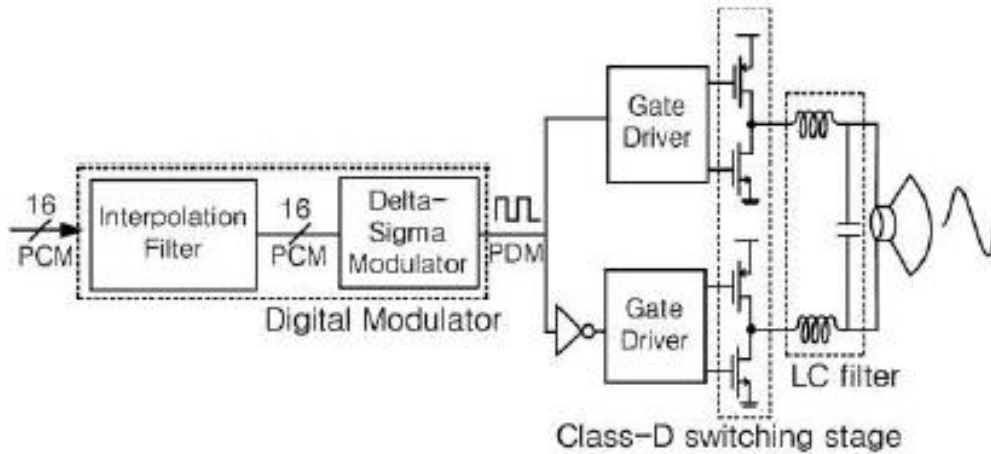 16
PCM
Interpolation
Filter
16
PCM
Delta-
Sigma
Modulator
PDM
Digital Modulator
Gate
Driver
Gate
Driver
LC filter
Class-D switching stage